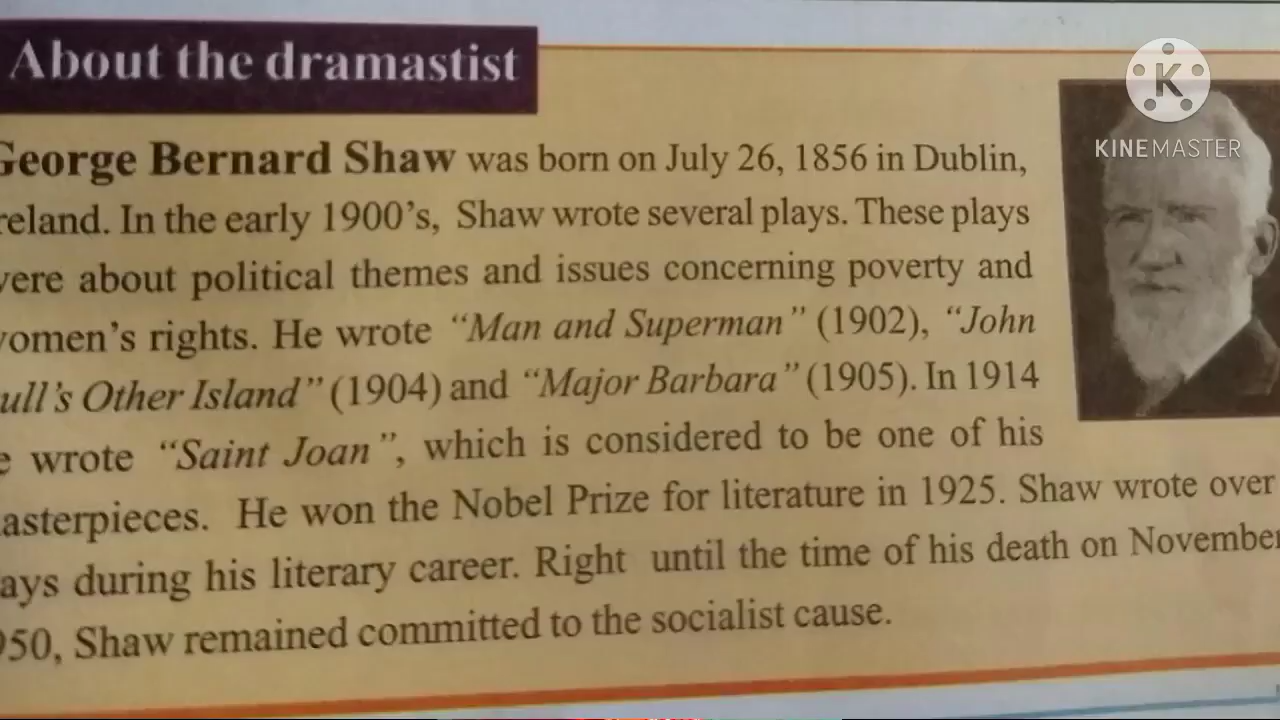 About the dramastist
George Bernard Shaw was born on July 26, 1856 in Dublin,
reland. In the early 1900's, Shaw wrote several plays. These plays
vere about political themes and issues concerning poverty and
omen's rights. He wrote "Man and Superman" (1902), "John
ull's Other Island" (1904) and "Major Barbara" (1905). In 1914
e wrote "Saint Joan", which is considered to be one of his
asterpieces. He won the Nobel Prize for literature in 1925. Shaw wrote over
ays during his literary career. Right until the time of his death on November
950, Shaw remained committed to the socialist cause.
K
KINEMASTER